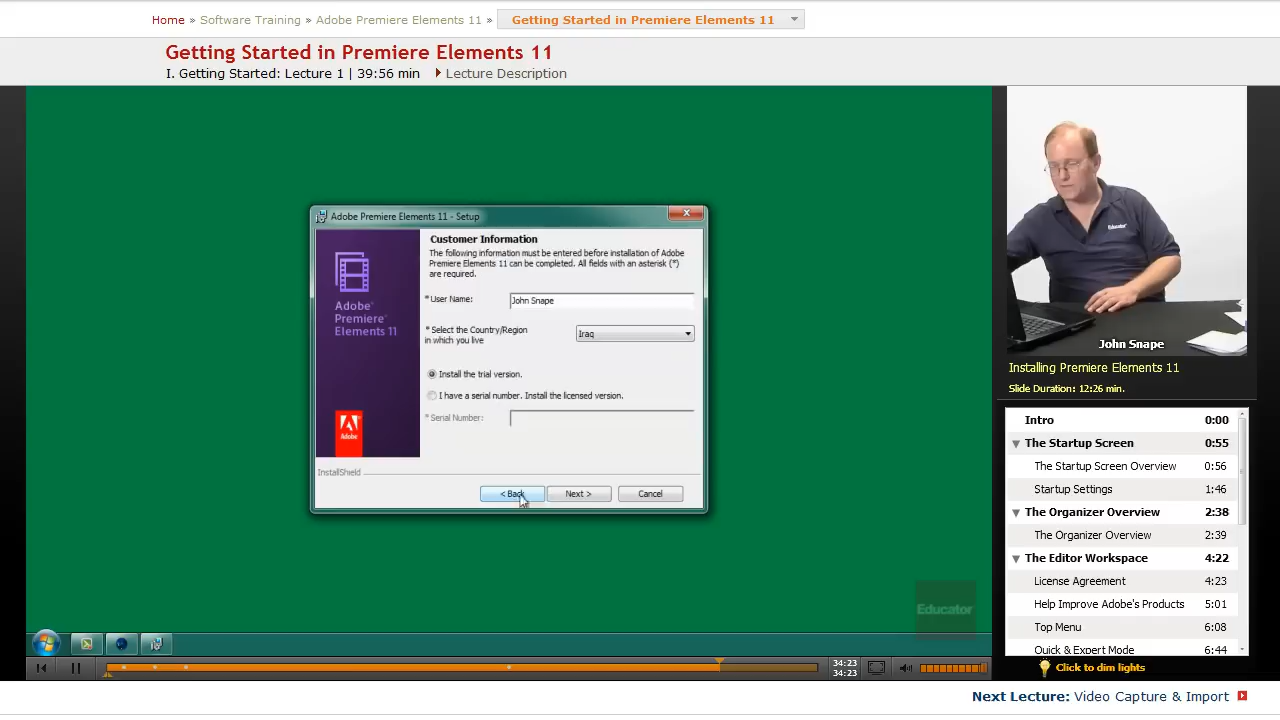 Home » Software Training » Adobe Premiere Elements 11 » Getting Started in Premiere Elements 11
Getting Started in Premiere Elements 11
I. Getting Started: Lecture 1 | 39:56 min Lecture Description
Adobe Premiere Elements 11 - Setup
Adobe®
Premiere®
Elements 11
Adobe
Customer Information
The following information must be entered before installation of Adobe
Premiere Elements 11 can be completed. All fields with an asterisk (*)
are required.
* User Name: John Snape
* Select the Country/Region
in which you live
Iraq
Install the trial version.
I have a serial number. Install the licensed version.
* Serial Number:
InstallShield
< Back Next > Cancel
Educator
34:23
34:23
Educator
John Snape
Installing Premiere Elements 11
Slide Duration: 12:26 min.
Intro 0:00
The Startup Screen 0:55
The Startup Screen Overview 0:56
Startup Settings 1:46
The Organizer Overview 2:38
The Organizer Overview 2:39
The Editor Workspace 4:22
License Agreement 4:23
Help Improve Adobe's Products 5:01
Top Menu 6:08
Quick & Expert Mode 6:44
Click to dim lights
Next Lecture: Video Capture & Import